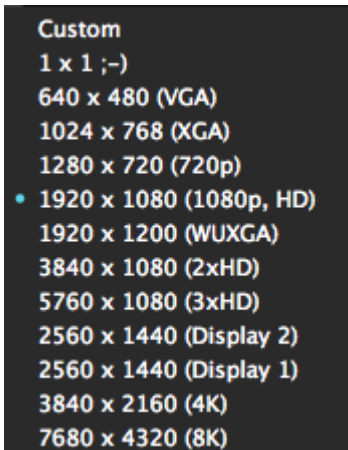 Custom
1 x 1 ;-)
640 x 480 (VGA)
1024 x 768 (XGA)
1280 x 720 (720p)
1920 x 1080 (1080p, HD)
1920 x 1200 (WUXGA)
3840 x 1080 (2xHD)
5760 x 1080 (3xHD)
2560 x 1440 (Display 2)
2560 x 1440 (Display 1)
3840 x 2160 (4K)
7680 x 4320 (8K)